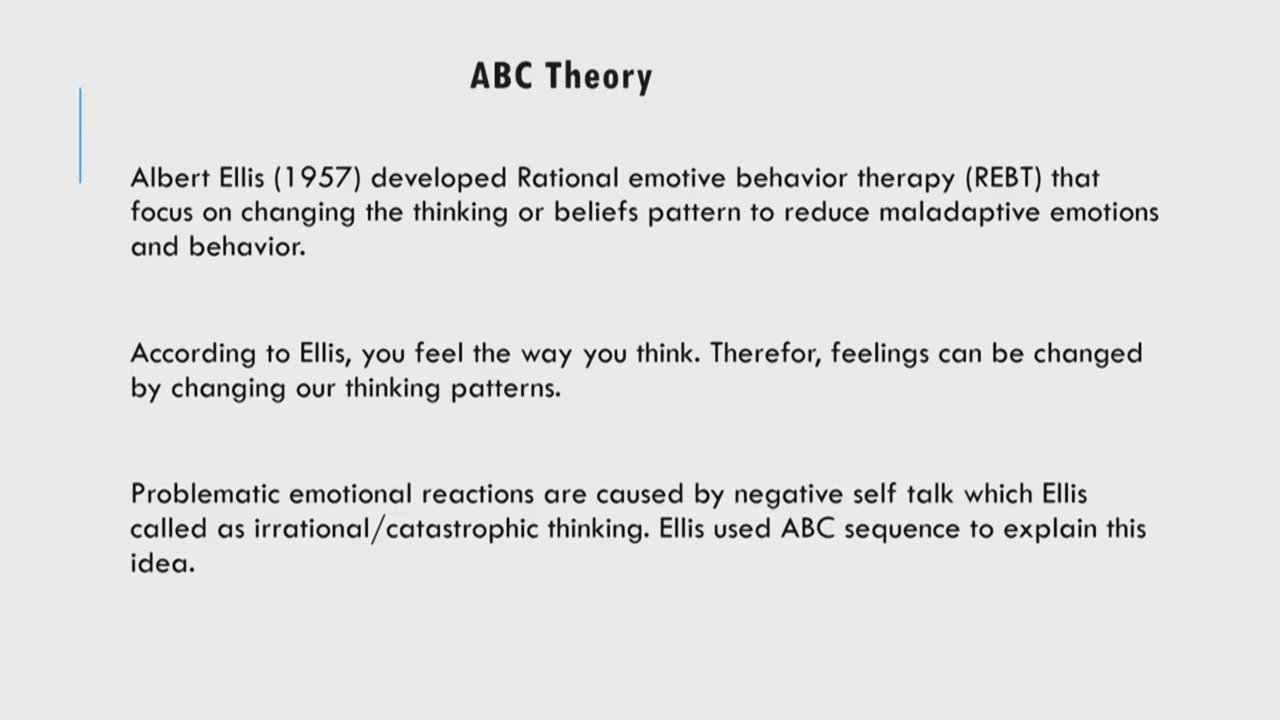 ABC Theory
Albert Ellis (1957) developed Rational emotive behavior therapy (REBT) that
focus on changing the thinking or beliefs pattern to reduce maladaptive emotions
and behavior.
According to Ellis, you feel the way you think. Therefor, feelings can be changed
by changing our thinking patterns.
Problematic emotional reactions are caused by negative self talk which Ellis
called as irrational/catastrophic thinking. Ellis used ABC sequence to explain this
idea.